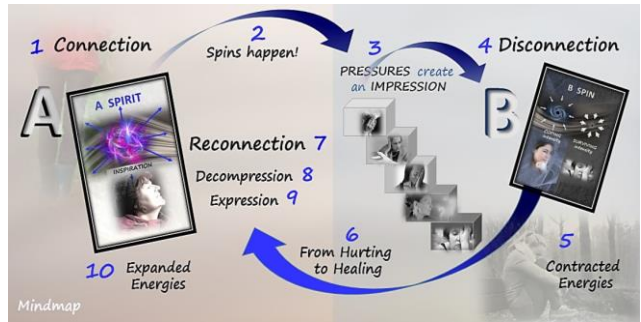 1 Connection
2
Spins happen!
3
PRESSURES create
an IMPRESSION
4 Disconnection
A
A SPIRIT
INSPIRATION
B
B SPIN
Reconnection 7
Decompression 8
Expression 9
6
From Hurting
to Healing
5
Contracted
Energies
10 Expanded
Energies
Mindmap